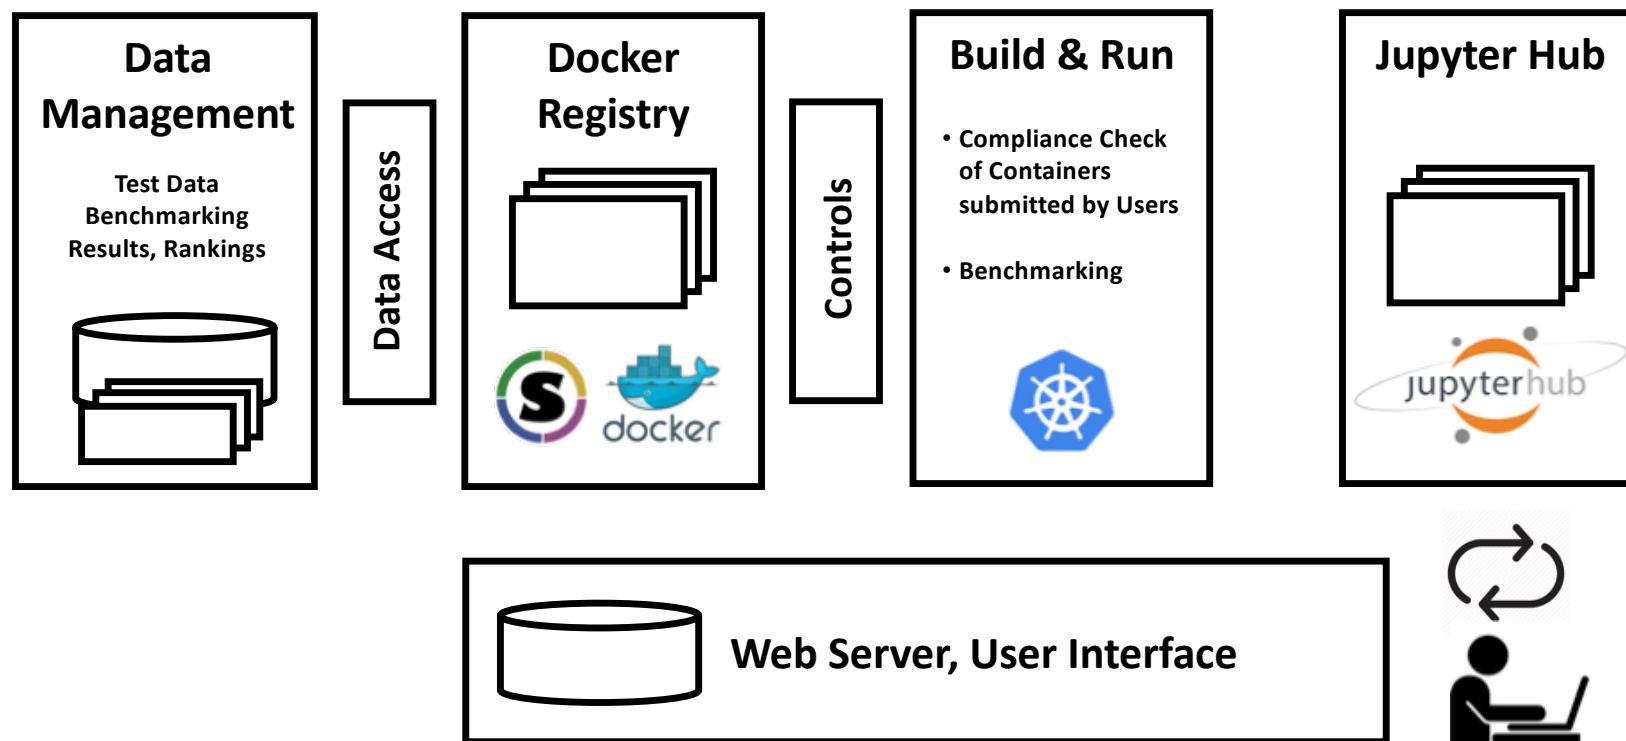 Data
Management
Test Data
Benchmarking
Results, Rankings
Data Access
Docker
Registry
S
docker
Controls
Build & Run
• Compliance Check
of Containers
submitted by Users
• Benchmarking
Jupyter Hub
jupyterhub
Web Server, User Interface